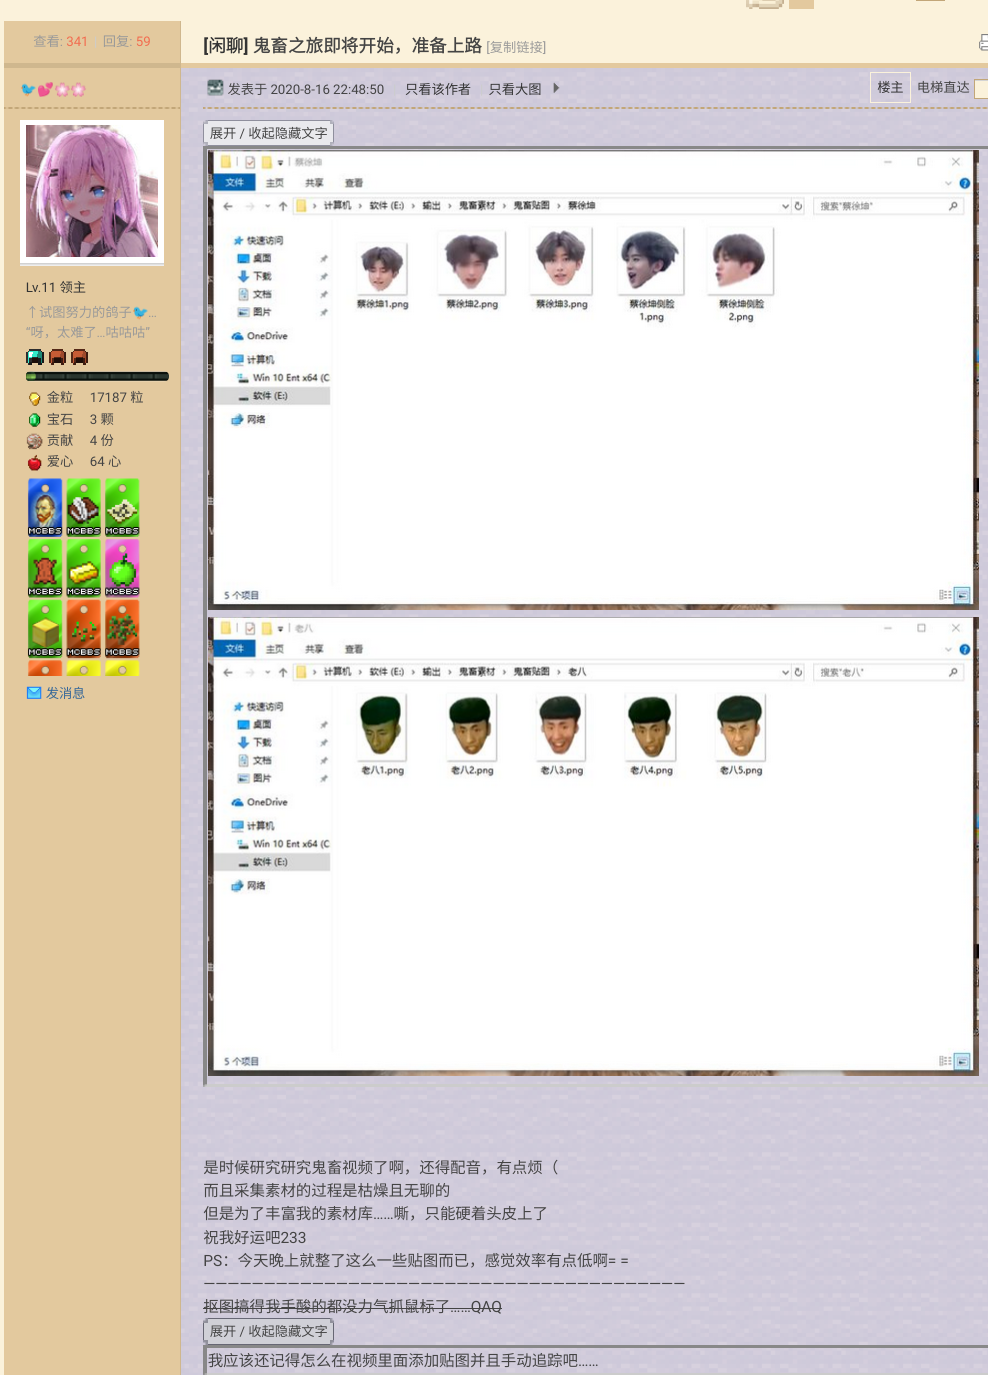 查看: 341 回复: 59
[闲聊] 鬼畜之旅即将开始，准备上路 [复制链接]
发表于 2020-8-16 22:48:50 只看该作者 只看大图
楼主 电梯直达
Lv.11 领主
↑试图努力的鸽子🐦...
“呀，太难了...咕咕咕”
金粒 17187 粒
宝石 3 颗
贡献 4 份
爱心 64 心
MCBBS MCBBS MCBBS
MCBBS MCBBS MCBBS
MCBBS MCBBS MCBBS
发消息
展开 / 收起隐藏文字
蔡徐坤
文件 主页 共享 查看
计算机 › 软件 (E:) › 输出 › 鬼畜素材 › 鬼畜贴图 › 蔡徐坤
搜索"蔡徐坤"
快速访问
桌面
下载
文档
图片
OneDrive
计算机
Win 10 Ent x64 (C
软件 (E:)
网络
蔡徐坤1.png
蔡徐坤2.png
蔡徐坤3.png
蔡徐坤侧脸
1.png
蔡徐坤侧脸
2.png
5 个项目
老八
文件 主页 共享 查看
计算机 › 软件 (E:) › 输出 › 鬼畜素材 › 鬼畜贴图 › 老八
搜索"老八"
快速访问
桌面
下载
文档
图片
OneDrive
计算机
Win 10 Ent x64 (C
软件 (E:)
网络
老八1.png
老八2.png
老八3.png
老八4.png
老八5.png
5 个项目
是时候研究研究鬼畜视频了啊，还得配音，有点烦（
而且采集素材的过程是枯燥且无聊的
但是为了丰富我的素材库......嘶，只能硬着头皮上了
祝我好运吧233
PS：今天晚上就整了这么一些贴图而已，感觉效率有点低啊= =
————————————————————————————————————————
抠图搞得我手酸的都没力气抓鼠标了......QAQ
展开 / 收起隐藏文字
我应该还记得怎么在视频里面添加贴图并且手动追踪吧......